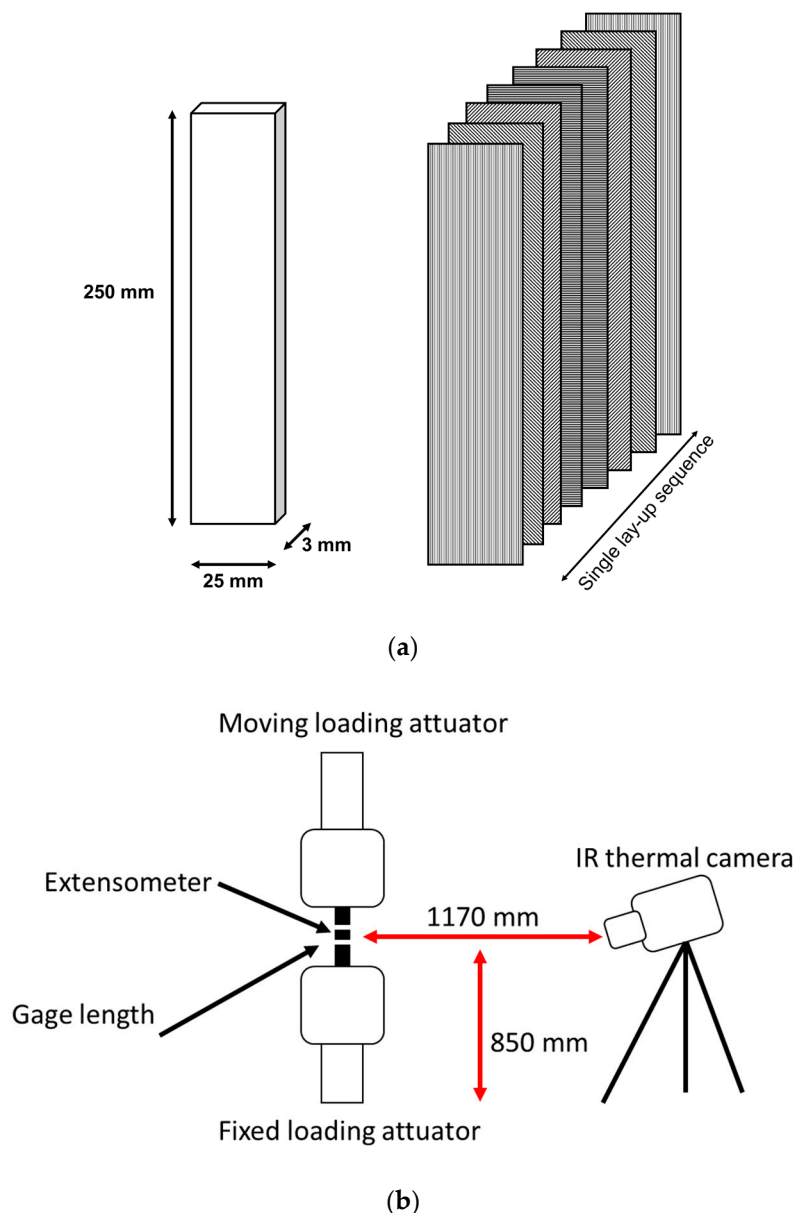 250 mm
3 mm
25 mm
Single lay-up sequence
(a)
Moving loading attuator
IR thermal camera
Extensometer
1170 mm
Gage length
850 mm
Fixed loading attuator
(b)